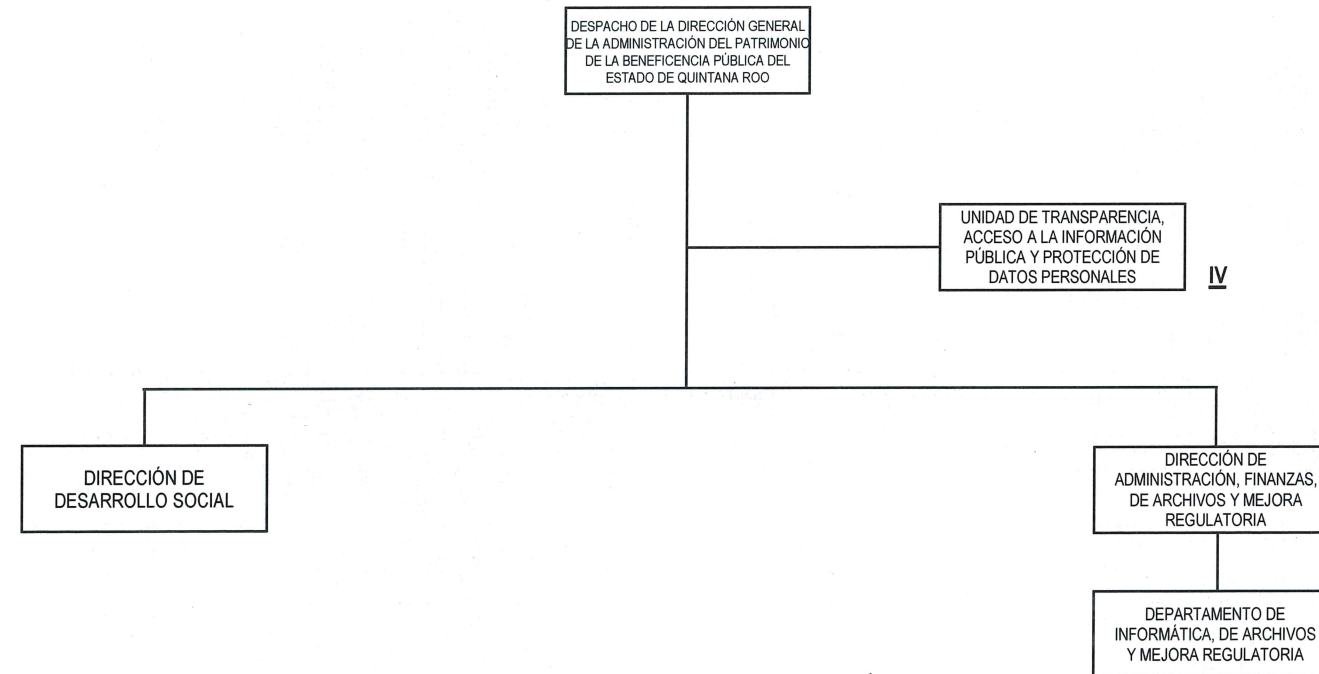 DESPACHO DE LA DIRECCIÓN GENERAL
DE LA ADMINISTRACIÓN DEL PATRIMONIO
DE LA BENEFICENCIA PÚBLICA DEL
ESTADO DE QUINTANA ROO
UNIDAD DE TRANSPARENCIA,
ACCESO A LA INFORMACIÓN
PÚBLICA Y PROTECCIÓN DE
DATOS PERSONALES
IV
DIRECCIÓN DE
DESARROLLO SOCIAL
DIRECCIÓN DE
ADMINISTRACIÓN, FINANZAS,
DE ARCHIVOS Y MEJORA
REGULATORIA
DEPARTAMENTO DE
INFORMÁTICA, DE ARCHIVOS
Y MEJORA REGULATORIA